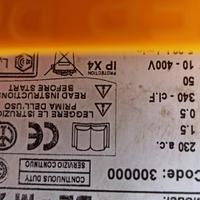 Model:
Code: 300000
CONTINUOUS DUTY
SERVIZIO CONTINUO
230 a.c.
1.5
0.5
340 - cl.F
50
10 - 400V
LEGGERE LE ISTRUZIONI
PRIMA DELL'USO
READ INSTRUCTIONS
BEFORE START
PROTECTION
IP X4